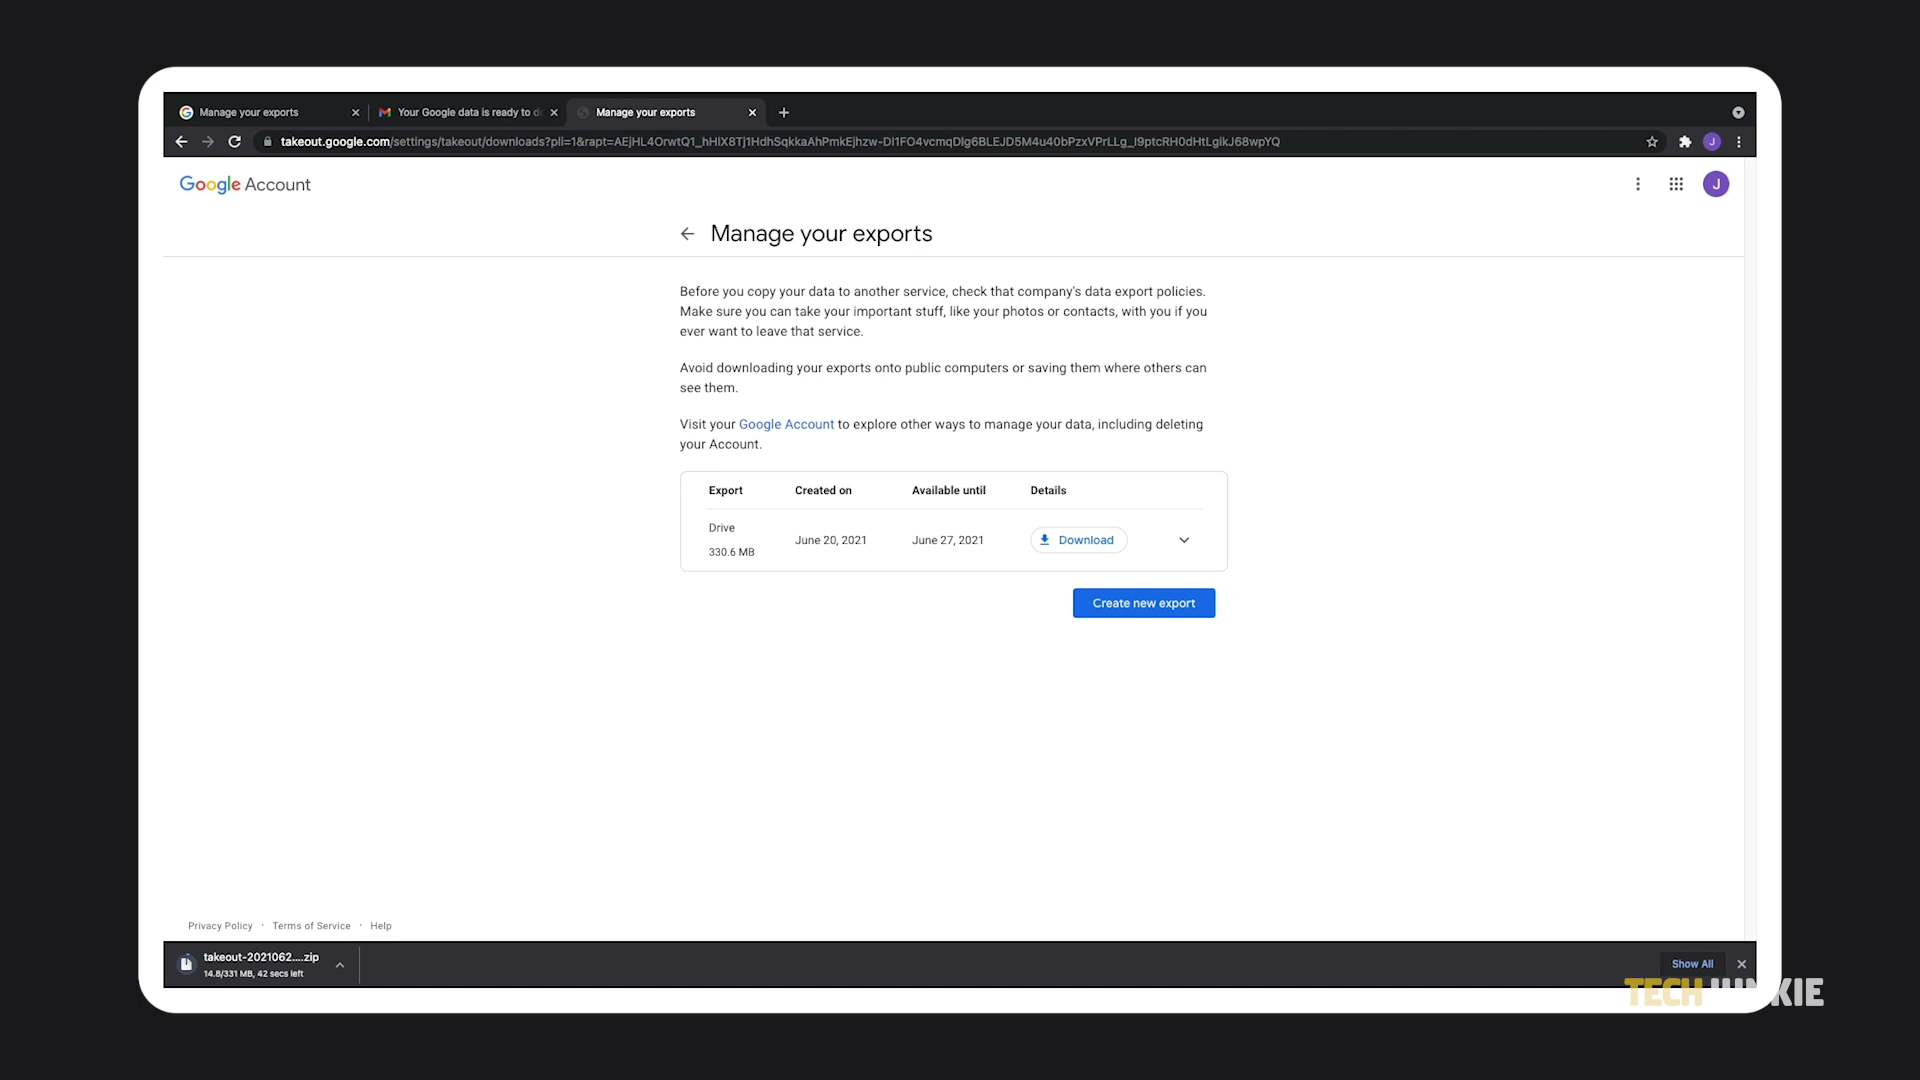 Manage your exports
Your Google data is ready to d
Manage your exports
takeout.google.com/settings/takeout/downloads?pli=1&rapt=AEjHL4OrwtQ1_hHlX8Tj1HdhSqkkaAhPmkEjhzw-Dl1FO4vcmqDlg6BLEJD5M4u40bPzxVPrLLg_I9ptcRH0dHtLgikJ68wpYQ
J
Google Account
J
Manage your exports
Before you copy your data to another service, check that company's data export policies.
Make sure you can take your important stuff, like your photos or contacts, with you if you
ever want to leave that service.
Avoid downloading your exports onto public computers or saving them where others can
see them.
Visit your Google Account to explore other ways to manage your data, including deleting
your Account.
Export Created on Available until Details
Drive
330.6 MB
June 20, 2021 June 27, 2021 Download
Create new export
Privacy Policy · Terms of Service · Help
takeout-2021062....zip
14.8/331 MB, 42 secs left
Show All
TECHJUNKIE